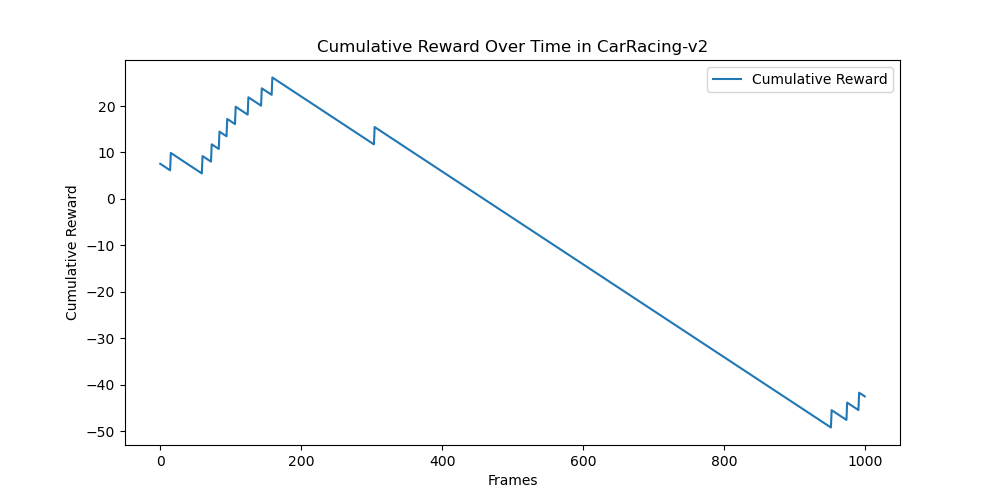 Cumulative Reward Over Time in CarRacing-v2
Cumulative Reward
20
10
0
−10
−20
−30
−40
−50
Cumulative Reward
0 200 400 600 800 1000
Frames